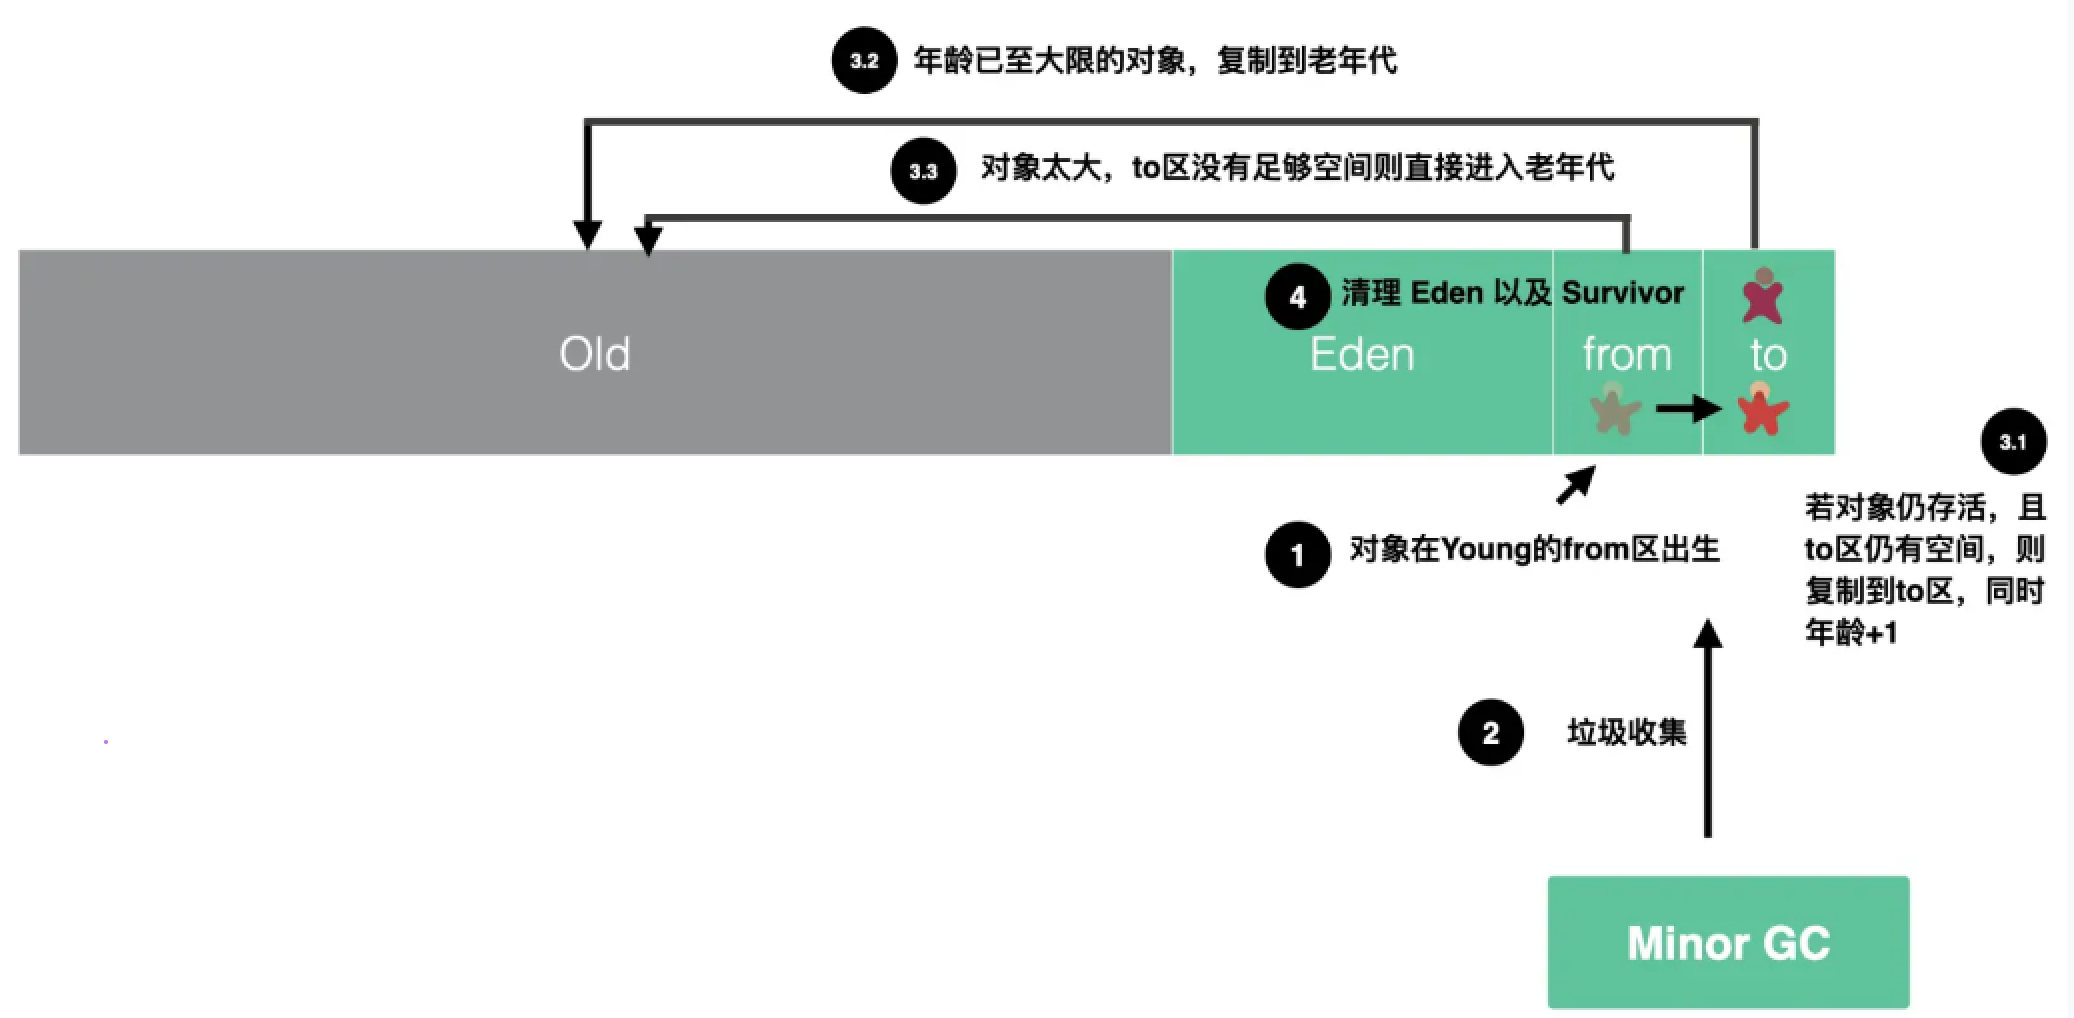 3.2 年龄已至大限的对象，复制到老年代
3.3 对象太大，to区没有足够空间则直接进入老年代
4 清理 Eden 以及 Survivor
Old
Eden
from
to
3.1
若对象仍存活，且
to区仍有空间，则
复制到to区，同时
年龄+1
1 对象在Young的from区出生
2 垃圾收集
Minor GC